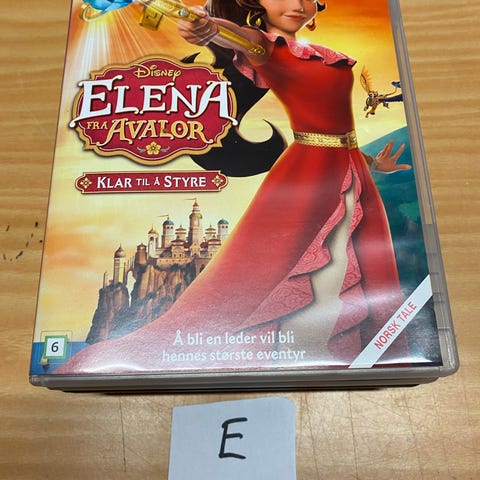 Disney
ELENA
FRA AVALOR
KLAR TIL Å STYRE
Å bli en leder vil bli
hennes største eventyr
NORSK TALE
6
E